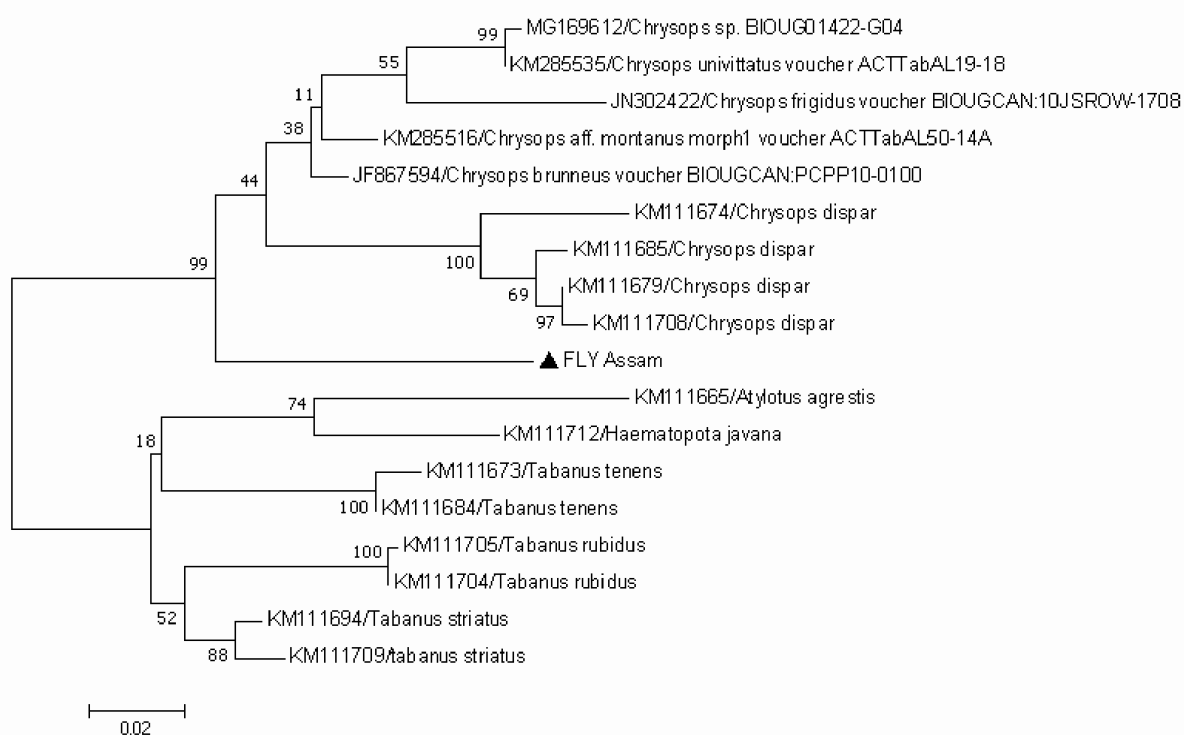 99
MG169612/Chrysops sp. BIOUG01422-G04
55
KM285535/Chrysops univittatus voucher ACTTabAL19-18
11
JN302422/Chrysops frigidus voucher BIOUGCAN:10JSROW-1708
38
KM285516/Chrysops aff. montanus morph1 voucher ACTTabAL50-14A
44
JF867594/Chrysops brunneus voucher BIOUGCAN:PCPP10-0100
KM111674/Chrysops dispar
99
100
KM111685/Chrysops dispar
69
KM111679/Chrysops dispar
97
KM111708/Chrysops dispar
▲ FLY Assam
74
KM111665/Atylotus agrestis
18
KM111712/Haematopota javana
KM111673/Tabanus tenens
100
KM111684/Tabanus tenens
100
KM111705/Tabanus rubidus
KM111704/Tabanus rubidus
52
KM111694/Tabanus striatus
88
KM111709/tabanus striatus
0.02